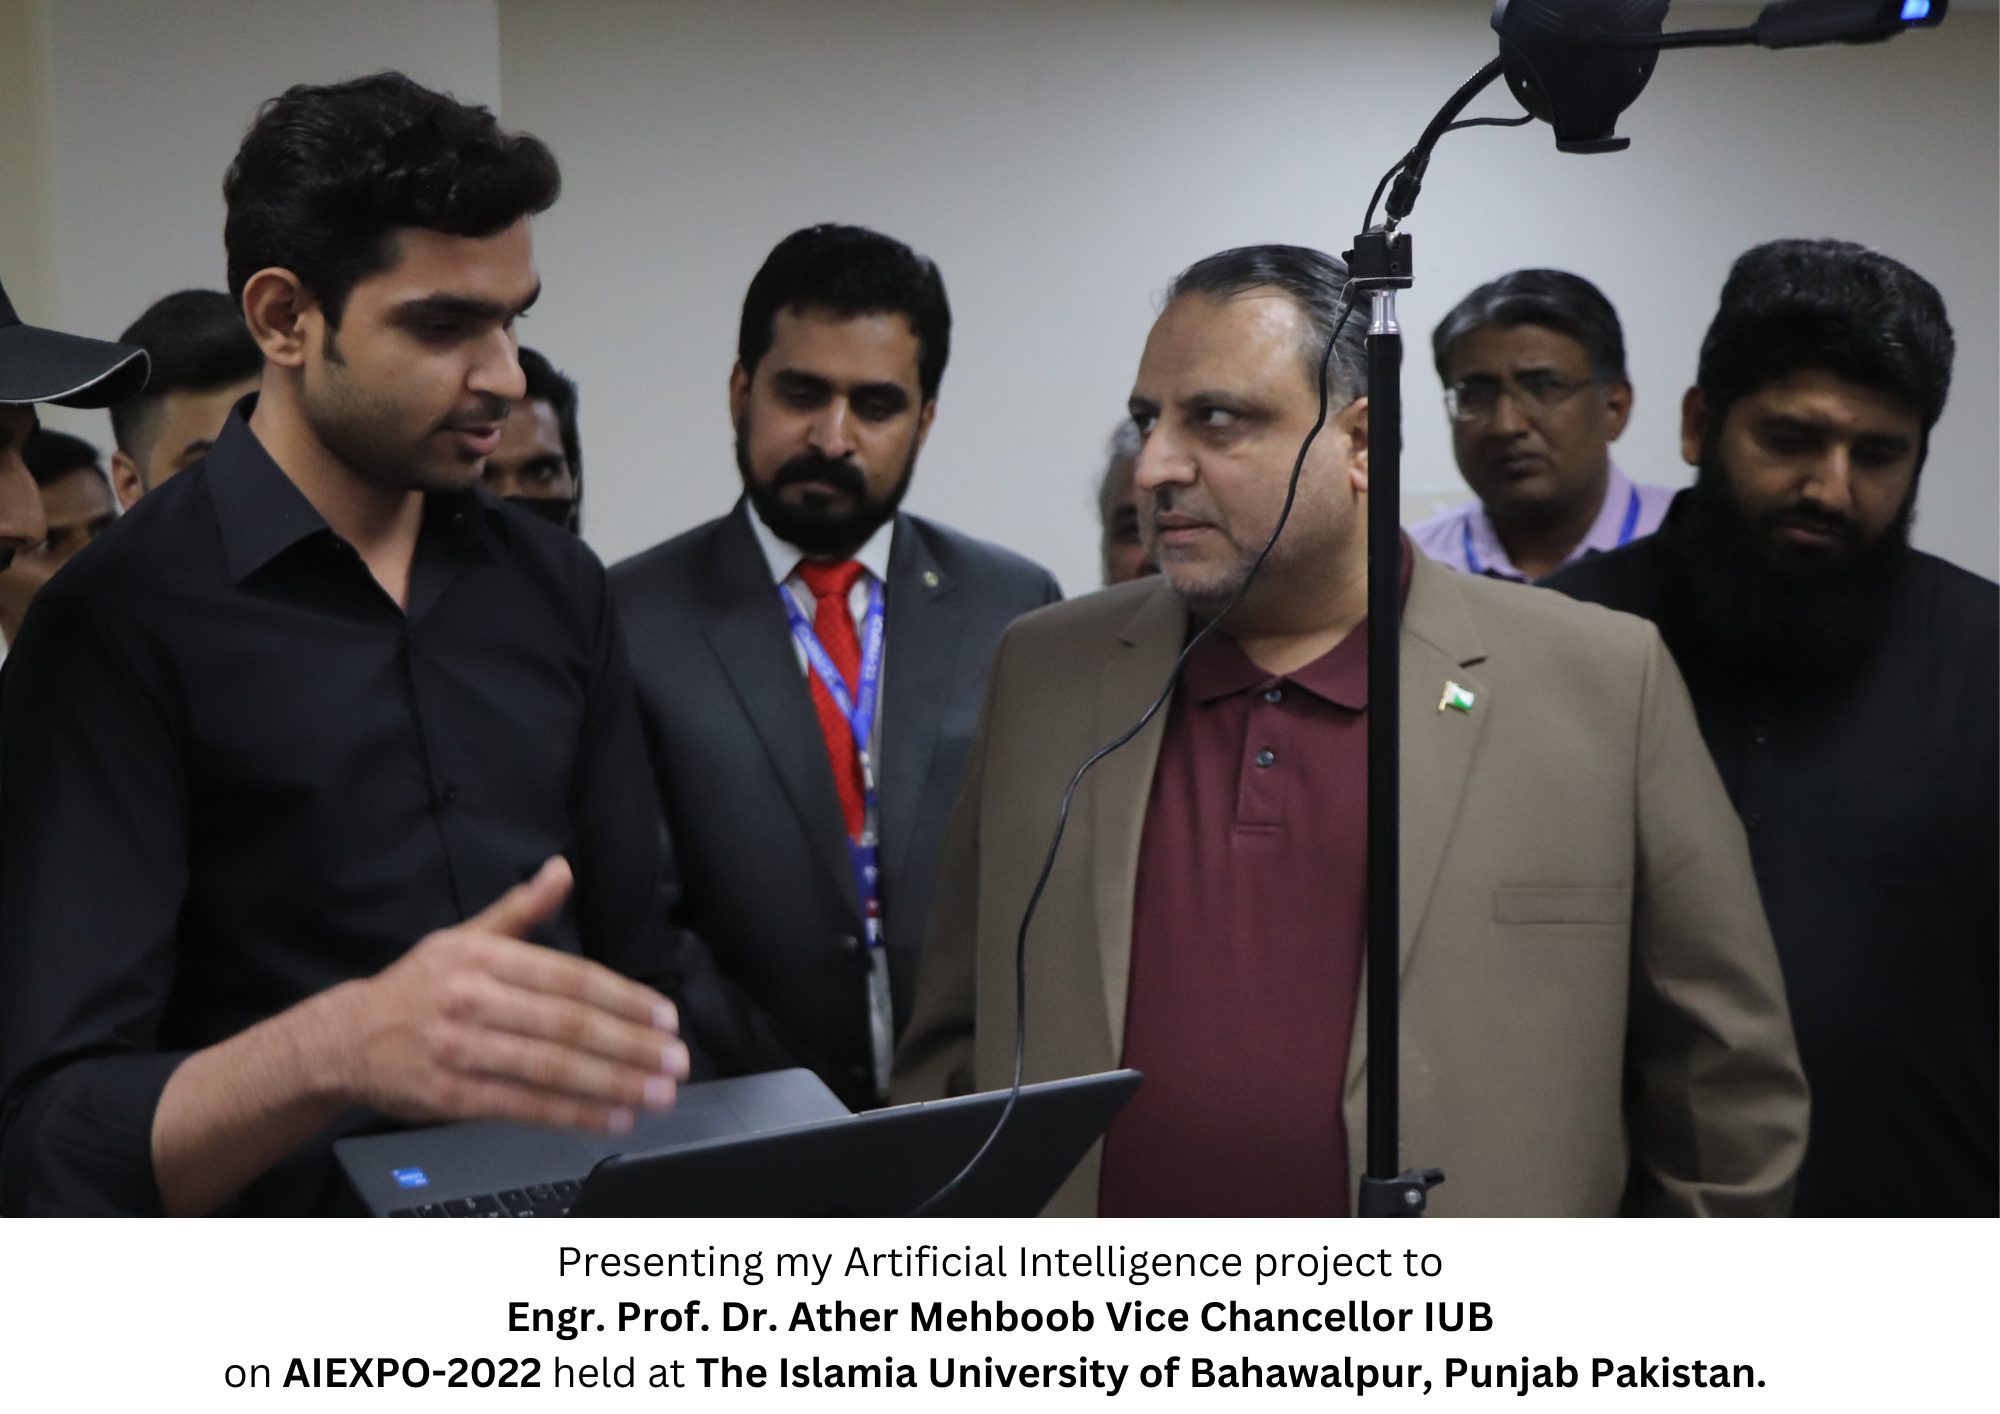 Presenting my Artificial Intelligence project to
Engr. Prof. Dr. Ather Mehboob Vice Chancellor IUB
on AIEXPO-2022 held at The Islamia University of Bahawalpur, Punjab Pakistan.